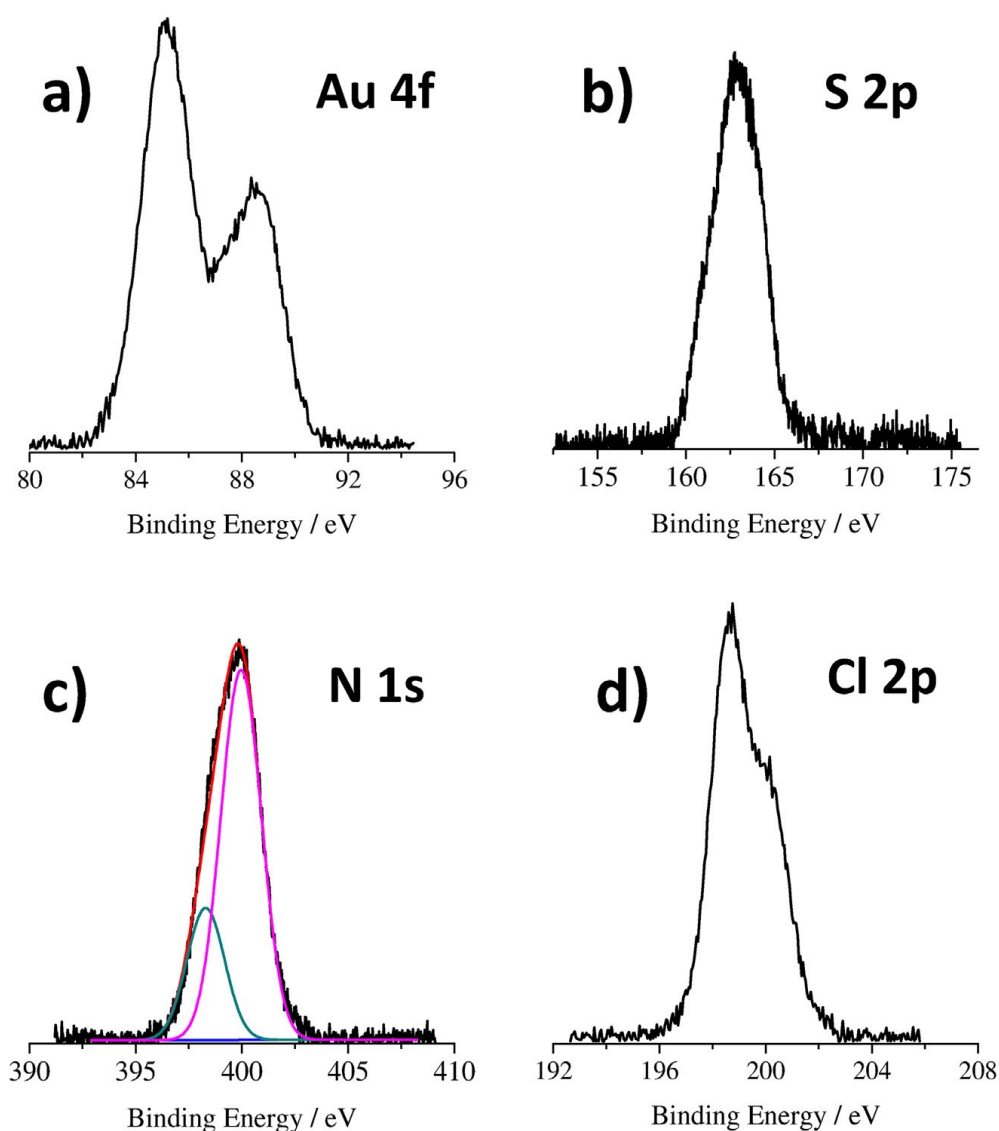 a) Au 4f
80 84 88 92 96
Binding Energy / eV
b) S 2p
155 160 165 170 175
Binding Energy / eV
c) N 1s
390 395 400 405 410
Binding Energy / eV
d) Cl 2p
192 196 200 204 208
Binding Energy / eV